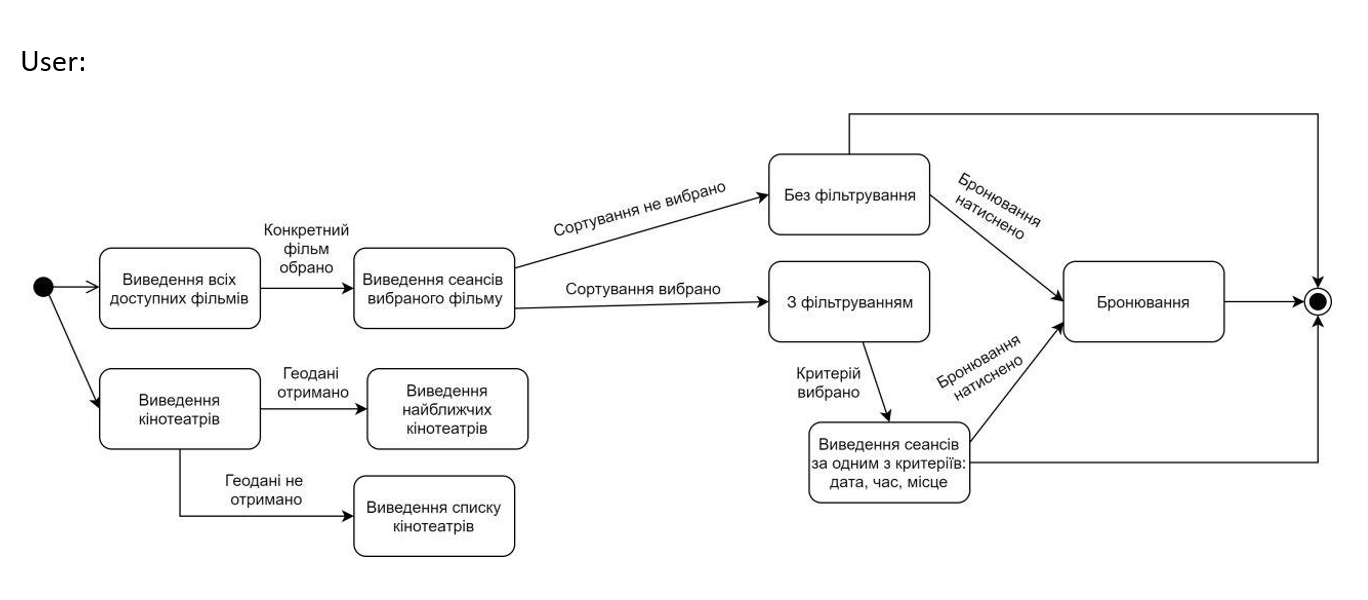 User:
Конкретний
фільм
обрано
Виведення всіх
доступних фільмів
Виведення сеансів
вибраного фільму
Сортування не вибрано
Сортування вибрано
Без фільтрування
З фільтруванням
Бронювання
натиснено
Бронювання
Критерій
вибрано
Бронювання
натиснено
Виведення сеансів
за одним з критеріїв:
дата, час, місце
Виведення
кінотеатрів
Геодані
отримано
Виведення
найближчих
кінотеатрів
Геодані не
отримано
Виведення списку
кінотеатрів